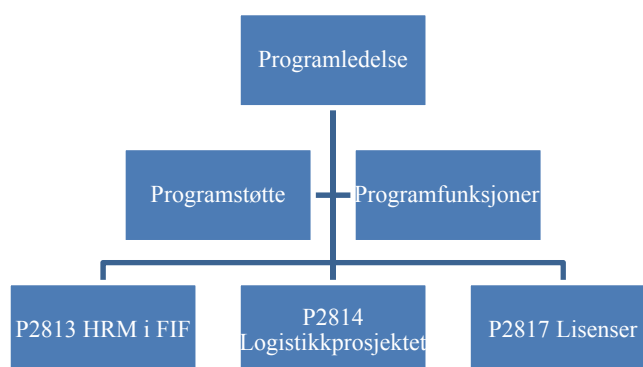 Programledelse
Programstøtte
Programfunksjoner
P2813 HRM i FIF
P2814
Logistikkprosjektet
P2817 Lisenser